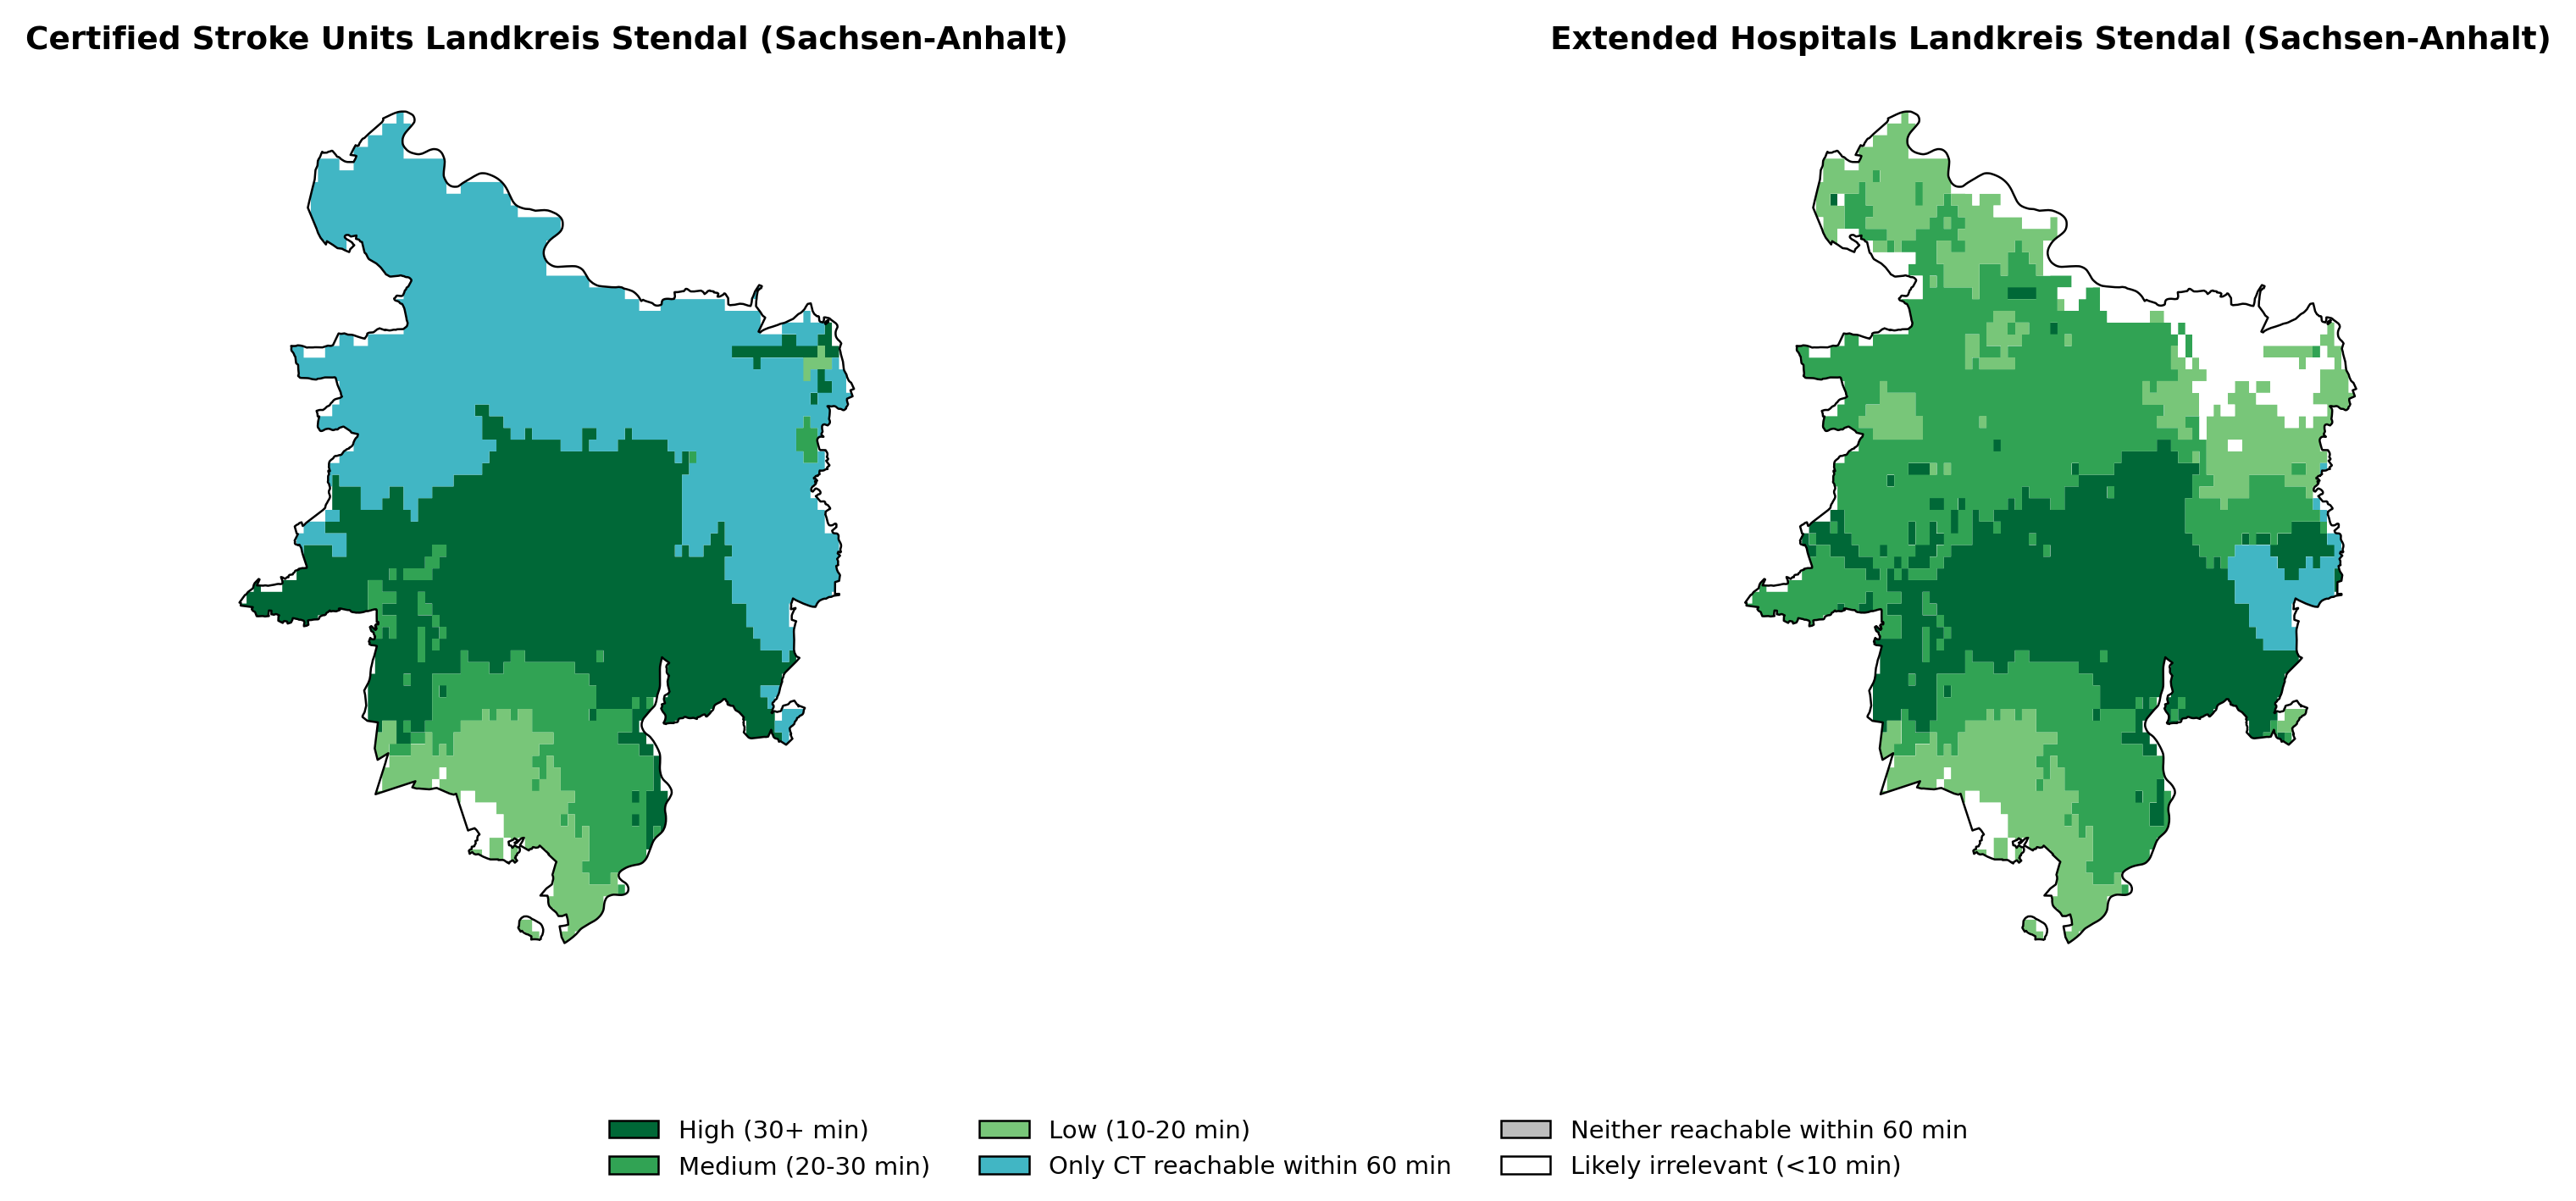 Certified Stroke Units Landkreis Stendal (Sachsen-Anhalt)
Extended Hospitals Landkreis Stendal (Sachsen-Anhalt)
High (30+ min)
Medium (20-30 min)
Low (10-20 min)
Only CT reachable within 60 min
Neither reachable within 60 min
Likely irrelevant (<10 min)